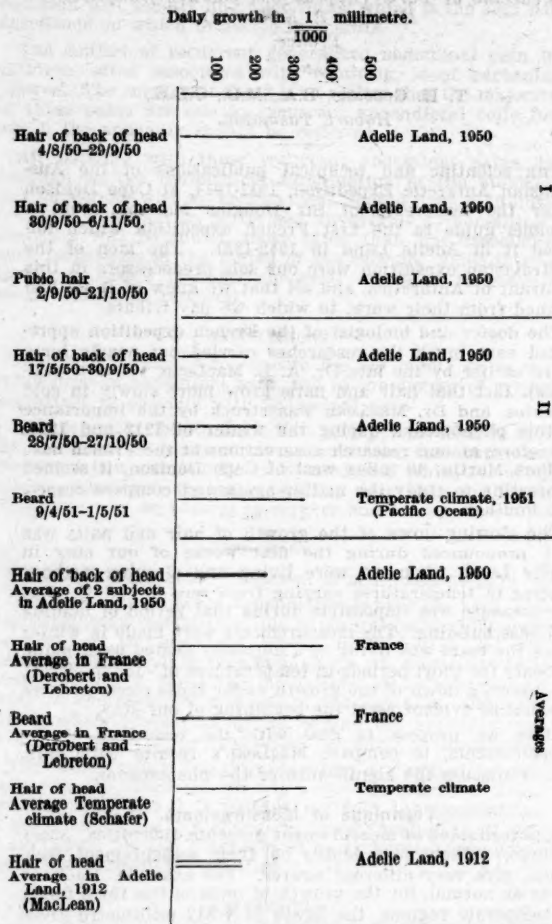 Daily growth in 1/1000 millimetre.
100 200 300 400 500
Hair of back of head Adelie Land, 1950
4/8/50–29/9/50
I
Hair of back of head Adelie Land, 1950
30/9/50–6/11/50
Pubic hair Adelie Land, 1950
2/9/50–21/10/50
Hair of back of head Adelie Land, 1950
17/5/50–30/9/50
II
Beard Adelie Land, 1950
28/7/50–27/10/50
Beard Temperate climate, 1951
9/4/51–1/5/51 (Pacific Ocean)
Hair of back of head Adelie Land, 1950
Average of 2 subjects
in Adelie Land, 1950
Hair of head France
Average in France
(Derobert and
Lebreton)
Averages
Beard France
Average in France
(Derobert and
Lebreton)
Hair of head Temperate climate
Average Temperate
climate (Schafer)
Hair of head Adelie Land, 1912
Average in Adelie
Land, 1912
(MacLean)